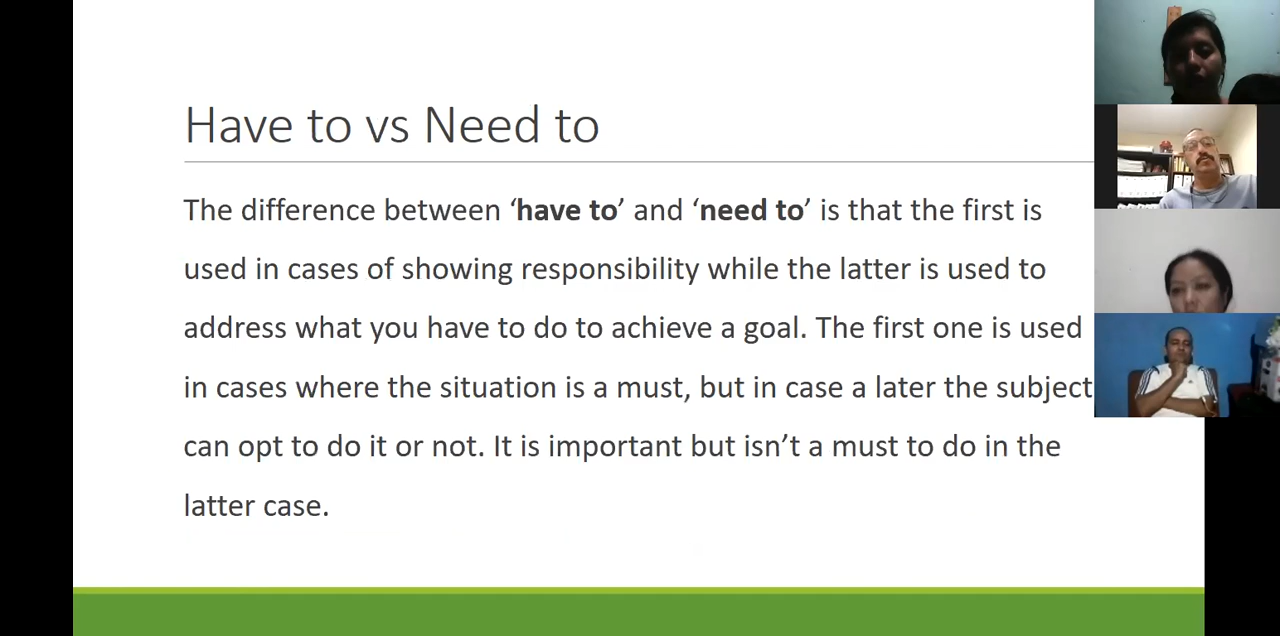 Have to vs Need to
The difference between ‘have to’ and ‘need to’ is that the first is
used in cases of showing responsibility while the latter is used to
address what you have to do to achieve a goal. The first one is used
in cases where the situation is a must, but in case a later the subject
can opt to do it or not. It is important but isn’t a must to do in the
latter case.